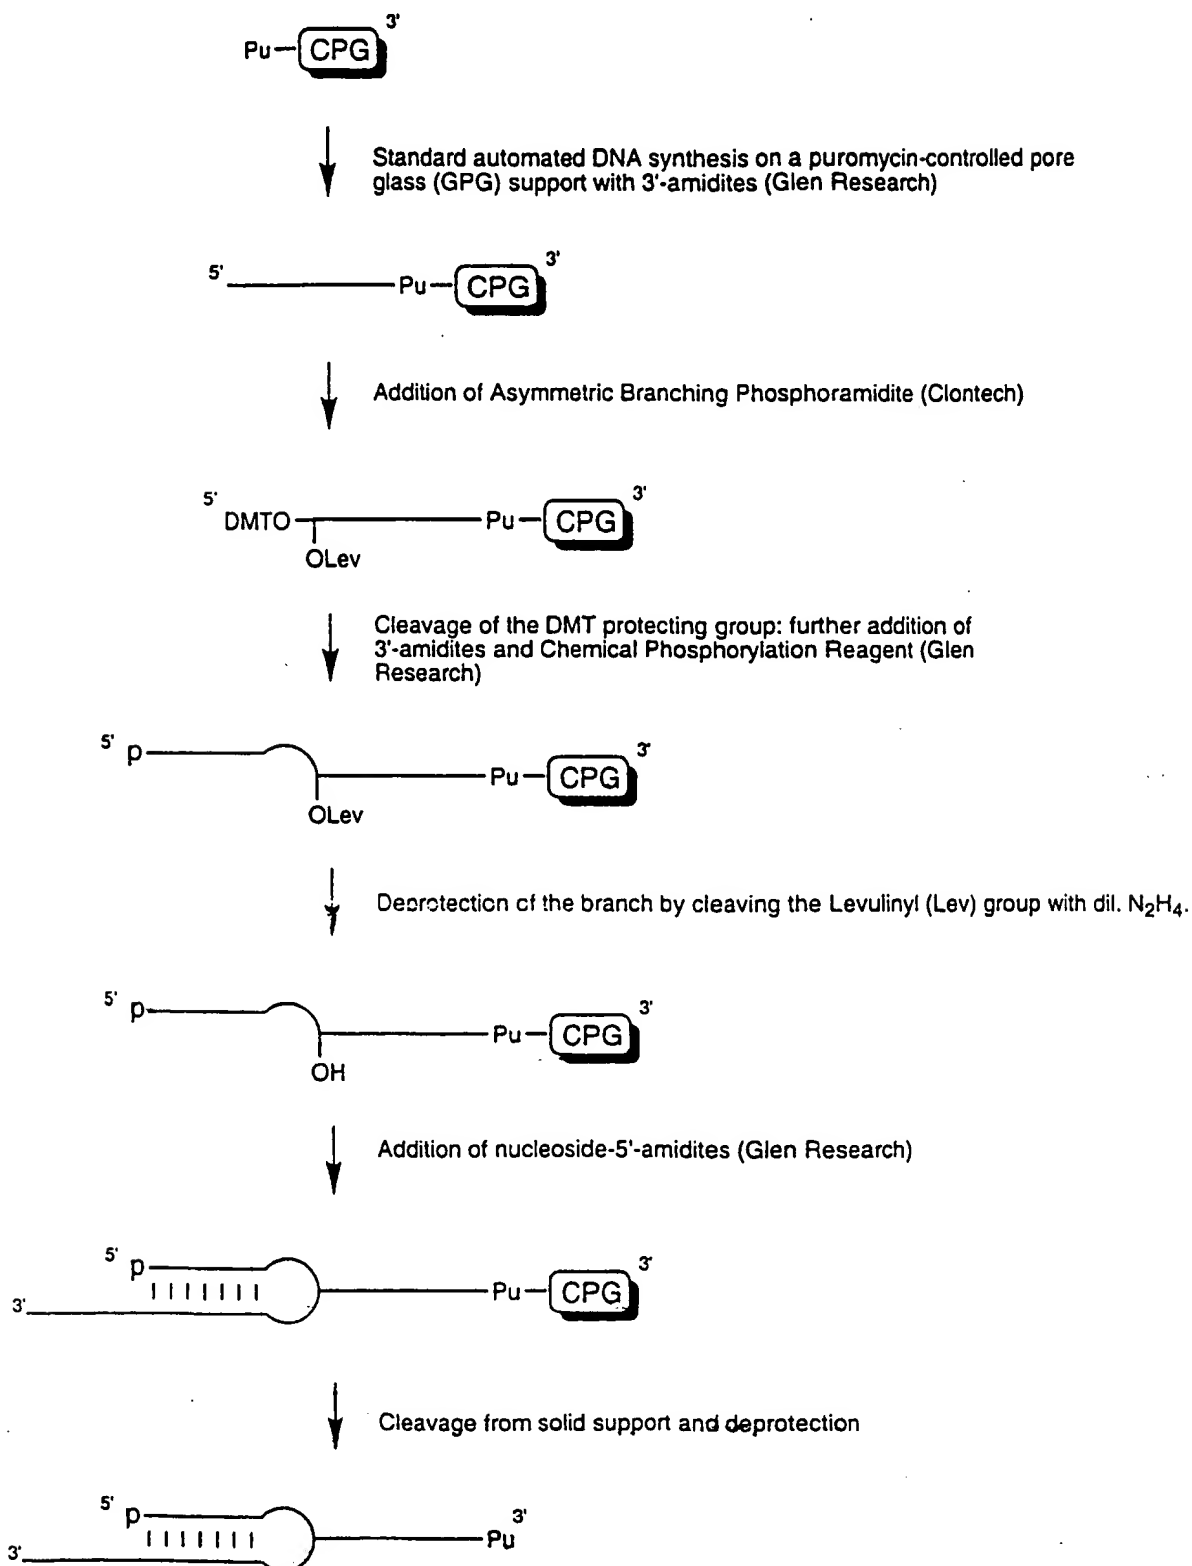 3'
Pu CPG
Standard automated DNA synthesis on a puromycin-controlled pore
glass (GPG) support with 3'-amidites (Glen Research)
5' Pu CPG 3'
Addition of Asymmetric Branching Phosphoramidite (Clontech)
5' DMTO Pu CPG 3'
OLev
Cleavage of the DMT protecting group: further addition of
3'-amidites and Chemical Phosphorylation Reagent (Glen
Research)
5' p Pu CPG 3'
OLev
Deprotection of the branch by cleaving the Levulinyl (Lev) group with dil. N2H4.
5' p Pu CPG 3'
OH
Addition of nucleoside-5'-amidites (Glen Research)
5' p Pu CPG 3'
3'
Cleavage from solid support and deprotection
5' p Pu 3'
3'